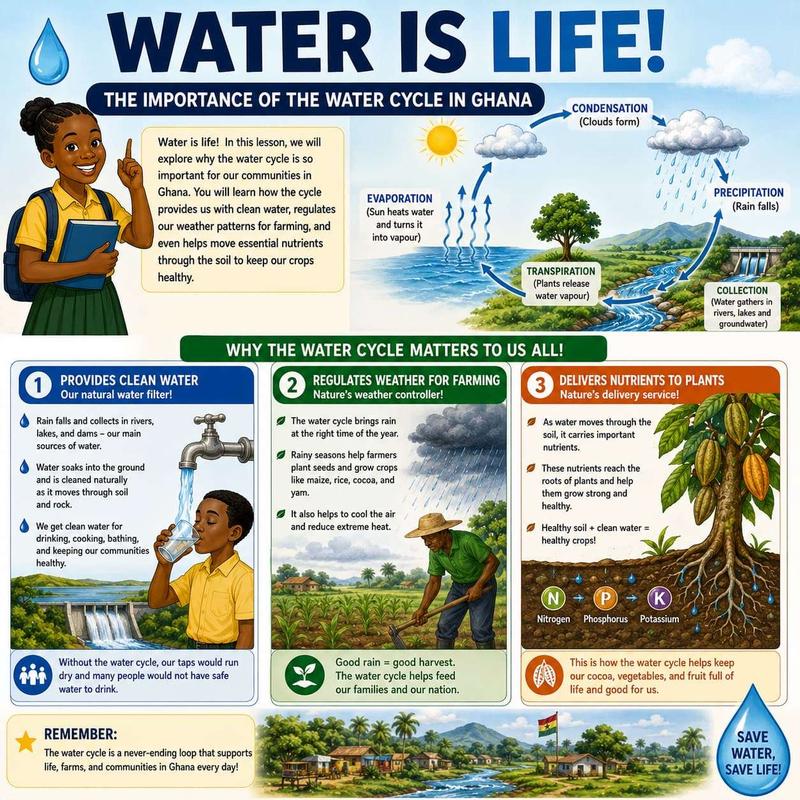 WATER IS LIFE!
THE IMPORTANCE OF THE WATER CYCLE IN GHANA
Water is life! In this lesson, we will
explore why the water cycle is so
important for our communities in
Ghana. You will learn how the cycle
provides us with clean water, regulates
our weather patterns for farming, and
even helps move essential nutrients
through the soil to keep our crops
healthy.
CONDENSATION
(Clouds form)
EVAPORATION
(Sun heats water
and turns it
into vapour)
PRECIPITATION
(Rain falls)
TRANSPIRATION
(Plants release
water vapour)
COLLECTION
(Water gathers in
rivers, lakes and
groundwater)
WHY THE WATER CYCLE MATTERS TO US ALL!
1 PROVIDES CLEAN WATER
Our natural water filter!
Rain falls and collects in rivers,
lakes, and dams – our main
sources of water.
Water soaks into the ground
and is cleaned naturally
as it moves through soil
and rock.
We get clean water for
drinking, cooking, bathing,
and keeping our communities
healthy.
Without the water cycle, our taps would run
dry and many people would not have safe
water to drink.
2 REGULATES WEATHER FOR FARMING
Nature's weather controller!
The water cycle brings rain
at the right time of the year.
Rainy seasons help farmers
plant seeds and grow crops
like maize, rice, cocoa, and
yam.
It also helps to cool the air
and reduce extreme heat.
Good rain = good harvest.
The water cycle helps feed
our families and our nation.
3 DELIVERS NUTRIENTS TO PLANTS
Nature's delivery service!
As water moves through the
soil, it carries important
nutrients.
These nutrients reach the
roots of plants and help
them grow strong and
healthy.
Healthy soil + clean water =
healthy crops!
N → P → K
Nitrogen Phosphorus Potassium
This is how the water cycle helps keep
our cocoa, vegetables, and fruit full of
life and good for us.
REMEMBER:
The water cycle is a never-ending loop that supports
life, farms, and communities in Ghana every day!
SAVE
WATER,
SAVE LIFE!